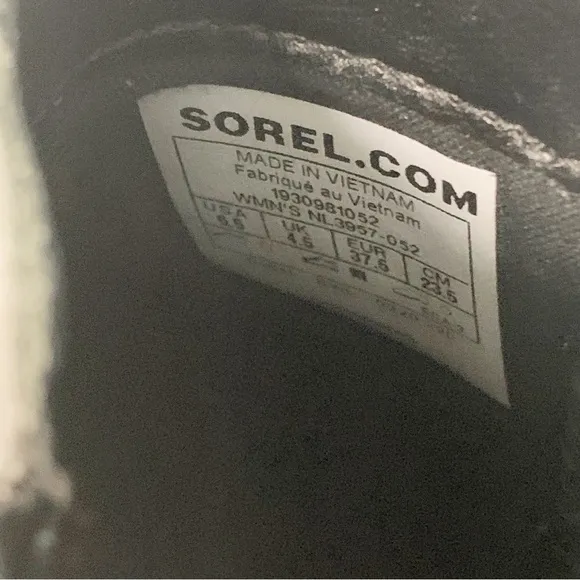 SOREL.COM
MADE IN VIETNAM
Fabriqué au Vietnam
1930981052
WMN'S NL3957-052
USA UK EUR CM
6.5 4.5 37.5 23.5